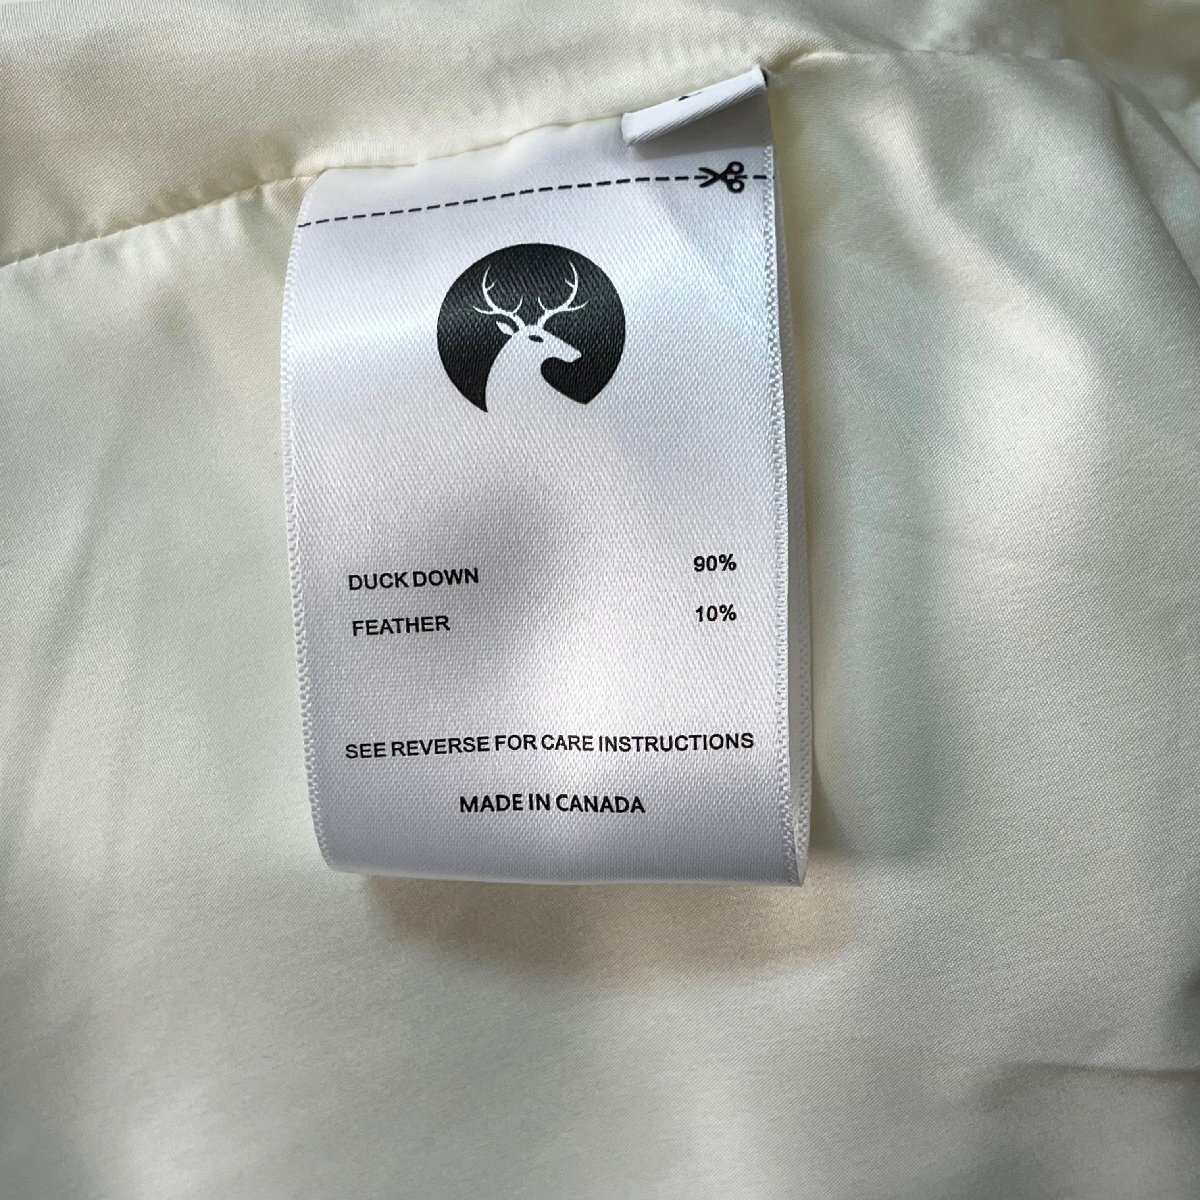 DUCK DOWN 90%
FEATHER 10%
SEE REVERSE FOR CARE INSTRUCTIONS
MADE IN CANADA